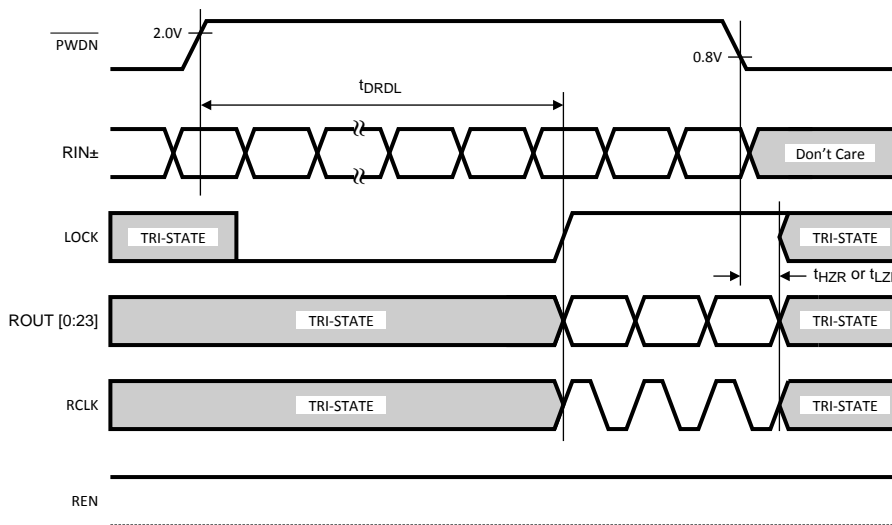 PWDN
2.0V
0.8V
tDRDL
RIN±
Don't Care
LOCK
TRI-STATE
TRI-STATE
tHZR or tLZ
ROUT [0:23]
TRI-STATE
TRI-STATE
RCLK
TRI-STATE
TRI-STATE
REN